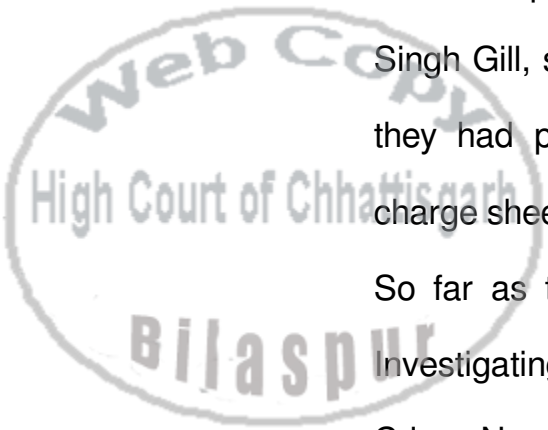 Web Copy
High Court of Chhattisgarh
Bilaspur
Singh Gill, s
they had p
charge shee
So far as t
Investigating